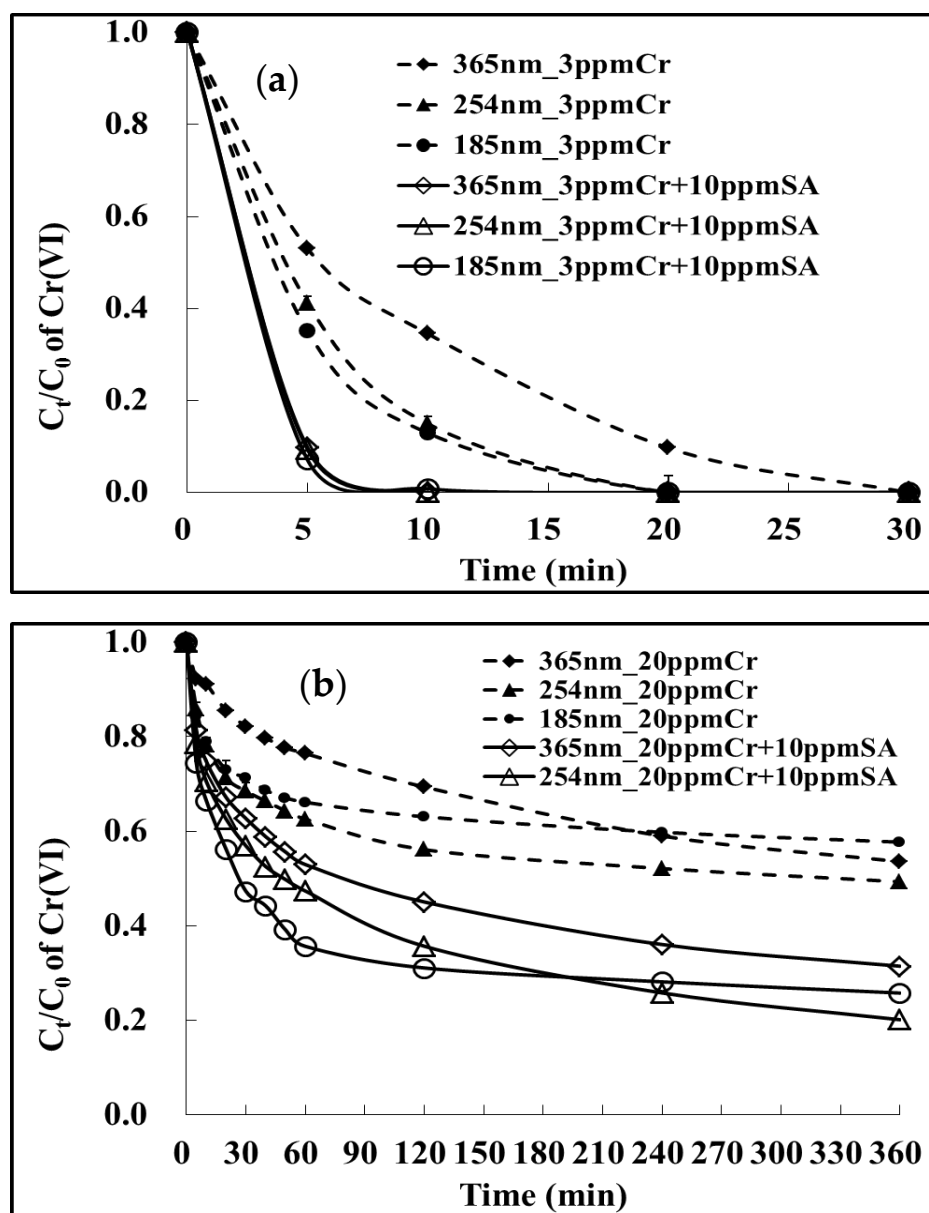 1.0
0.8
0.6
0.4
0.2
0.0
Ct/C0 of Cr(VI)
(a)
365nm_3ppmCr
254nm_3ppmCr
185nm_3ppmCr
365nm_3ppmCr+10ppmSA
254nm_3ppmCr+10ppmSA
185nm_3ppmCr+10ppmSA
0 5 10 15 20 25 30
Time (min)
1.0
0.8
0.6
0.4
0.2
0.0
Ct/C0 of Cr(VI)
(b)
365nm_20ppmCr
254nm_20ppmCr
185nm_20ppmCr
365nm_20ppmCr+10ppmSA
254nm_20ppmCr+10ppmSA
0 30 60 90 120 150 180 210 240 270 300 330 360
Time (min)